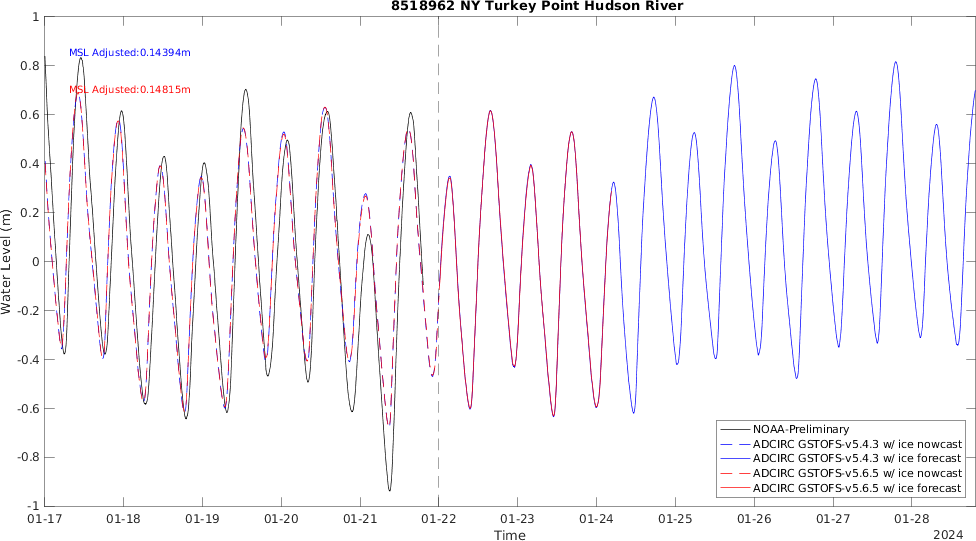 8518962 NY Turkey Point Hudson River
MSL Adjusted:0.14394m
MSL Adjusted:0.14815m
Water Level (m)
1
0.8
0.6
0.4
0.2
0
-0.2
-0.4
-0.6
-0.8
-1
NOAA-Preliminary
ADCIRC GSTOFS-v5.4.3 w/ ice nowcast
ADCIRC GSTOFS-v5.4.3 w/ ice forecast
ADCIRC GSTOFS-v5.6.5 w/ ice nowcast
ADCIRC GSTOFS-v5.6.5 w/ ice forecast
01-17 01-18 01-19 01-20 01-21 01-22 01-23 01-24 01-25 01-26 01-27 01-28
Time
2024